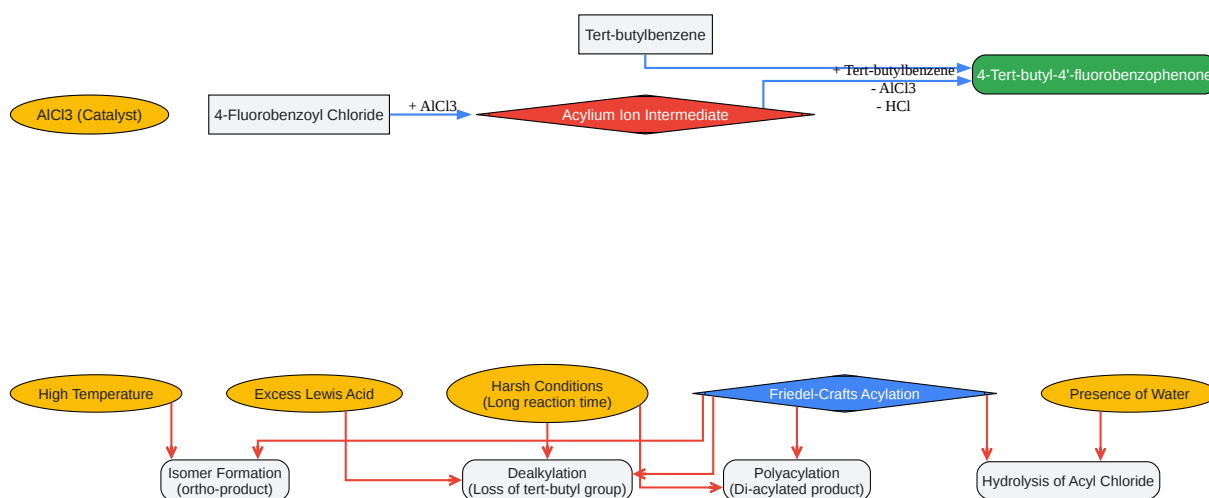 Tert-butylbenzene
+ Tert-butylbenzene
- AlCl3
- HCl
4-Tert-butyl-4'-fluorobenzophenone
AlCl3 (Catalyst)
4-Fluorobenzoyl Chloride
+ AlCl3
Acylium Ion Intermediate
High Temperature
Excess Lewis Acid
Harsh Conditions
(Long reaction time)
Friedel-Crafts Acylation
Presence of Water
Isomer Formation
(ortho-product)
Dealkylation
(Loss of tert-butyl group)
Polyacylation
(Di-acylated product)
Hydrolysis of Acyl Chloride